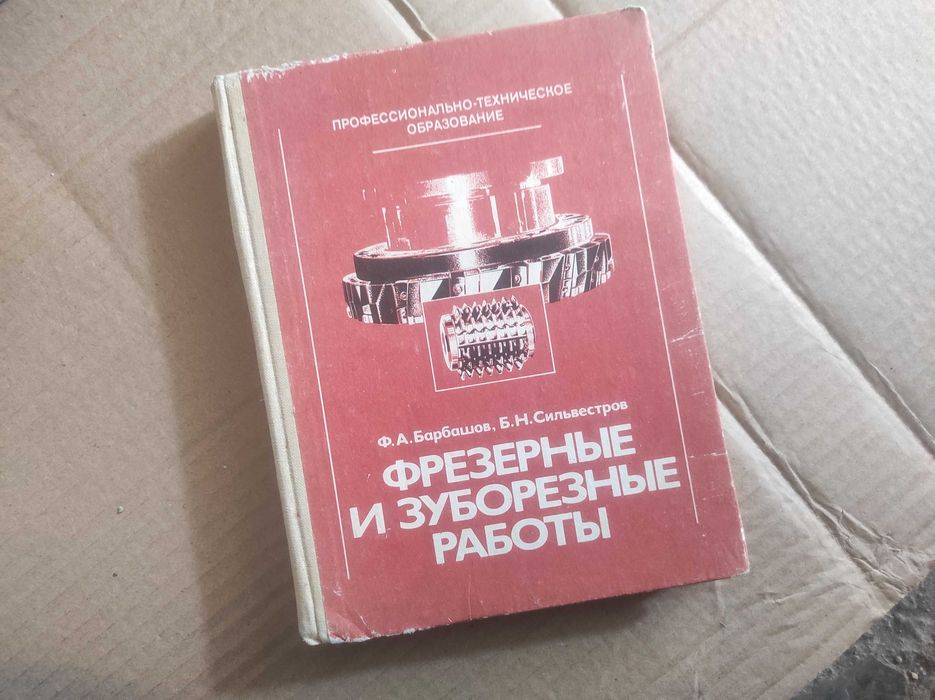 ПРОФЕССИОНАЛЬНО-ТЕХНИЧЕСКОЕ
ОБРАЗОВАНИЕ
Ф.А.Барбашов, Б.Н.Сильвестров
ФРЕЗЕРНЫЕ
И ЗУБОРЕЗНЫЕ
РАБОТЫ